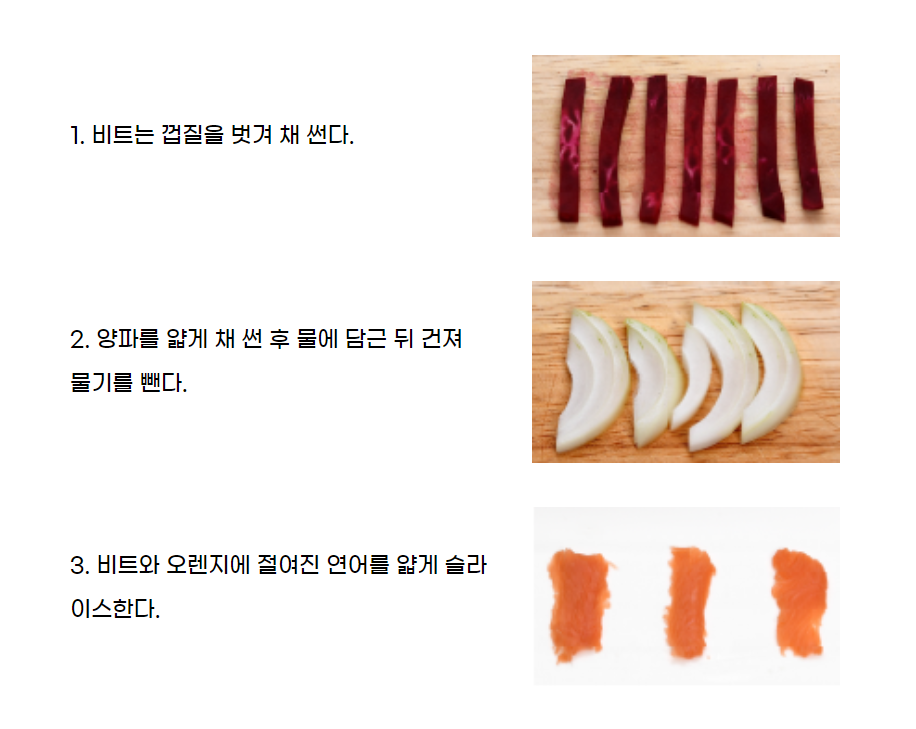 1. 비트는 껍질을 벗겨 채 썬다.
2. 양파를 얇게 채 썬 후 물에 담근 뒤 건져
물기를 뺀다.
3. 비트와 오렌지에 절여진 연어를 얇게 슬라
이스한다.